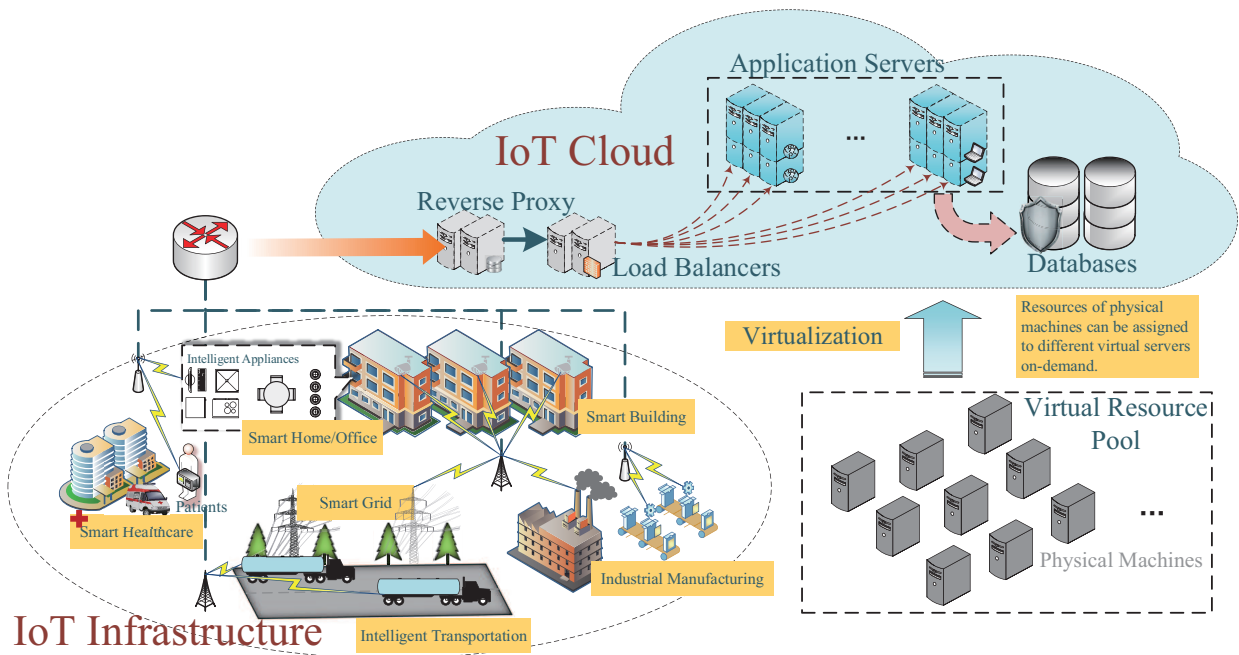 Application Servers
...
IoT Cloud
Reverse Proxy
Load Balancers
Databases
Virtualization
Resources of physical
machines can be assigned
to different virtual servers
on-demand.
Intelligent Appliances
Smart Home/Office
Smart Building
Virtual Resource
Pool
...
Physical Machines
Patients
Smart Healthcare
Smart Grid
Industrial Manufacturing
Intelligent Transportation
IoT Infrastructure